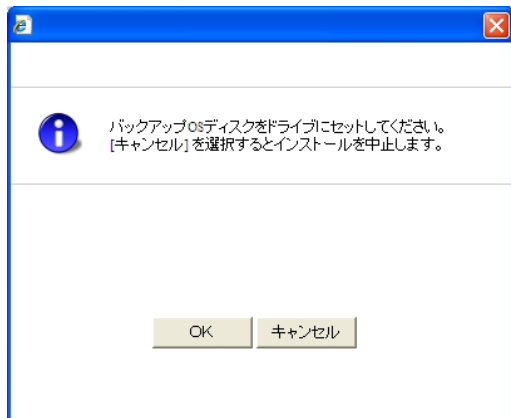 バックアップOSディスクをドライブにセットしてください。
[キャンセル]を選択するとインストールを中止します。
OK
キャンセル